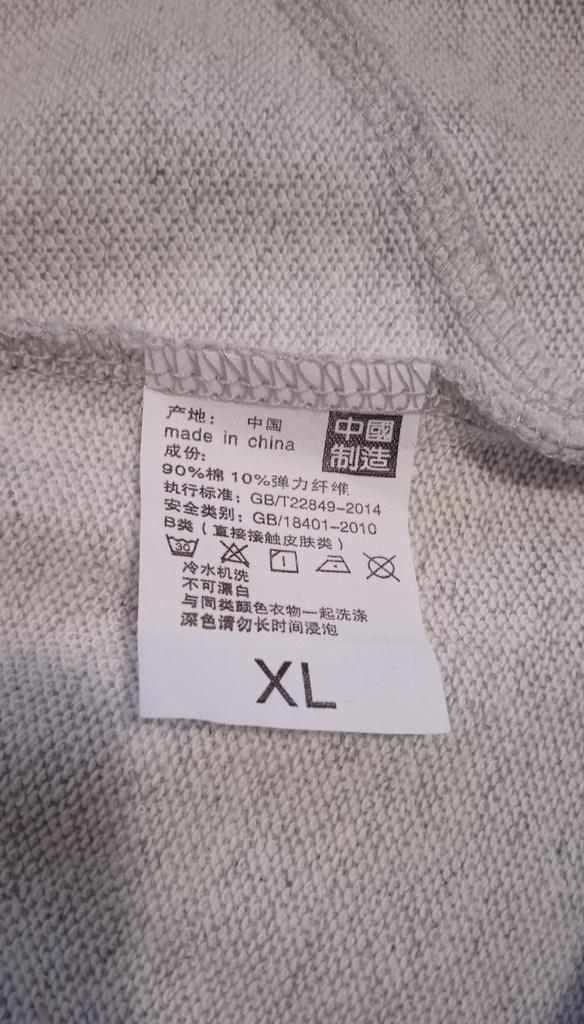 产地： 中国
made in china
中國
制造
成份：
90%棉 10%弹力纤维
执行标准：GB/T22849-2014
安全类别：GB/18401-2010
B类（直接接触皮肤类）
30
冷水机洗
不可漂白
与同类颜色衣物一起洗涤
深色请勿长时间浸泡
XL